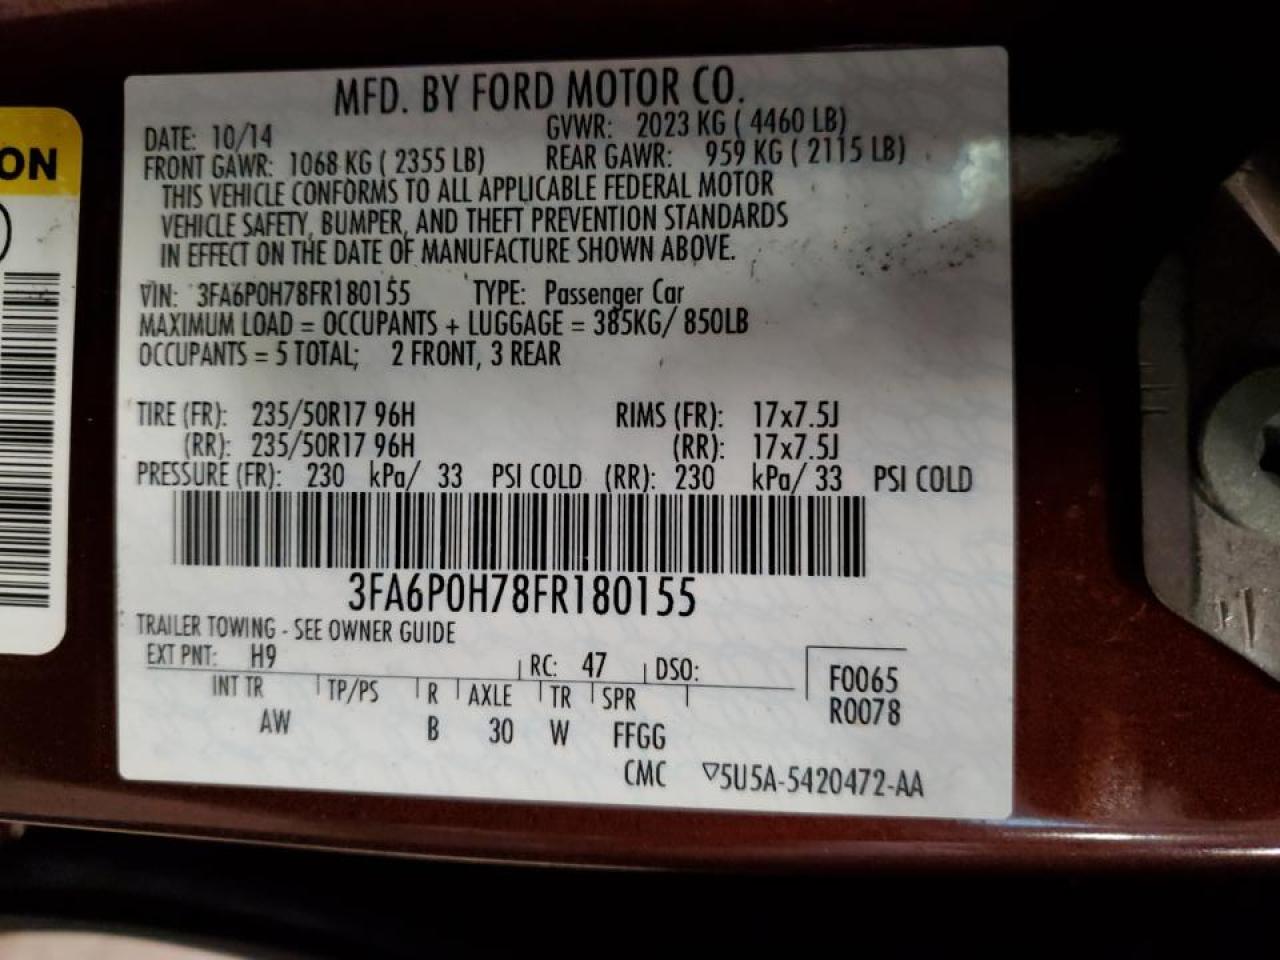 MFD. BY FORD MOTOR CO.
DATE: 10/14 GVWR: 2023 KG ( 4460 LB)
FRONT GAWR: 1068 KG ( 2355 LB) REAR GAWR: 959 KG ( 2115 LB)
THIS VEHICLE CONFORMS TO ALL APPLICABLE FEDERAL MOTOR
VEHICLE SAFETY, BUMPER, AND THEFT PREVENTION STANDARDS
IN EFFECT ON THE DATE OF MANUFACTURE SHOWN ABOVE.
VIN: 3FA6P0H78FR180155 TYPE: Passenger Car
MAXIMUM LOAD = OCCUPANTS + LUGGAGE = 385KG/ 850LB
OCCUPANTS = 5 TOTAL; 2 FRONT, 3 REAR
TIRE (FR): 235/50R17 96H RIMS (FR): 17x7.5J
(RR): 235/50R17 96H (RR): 17x7.5J
PRESSURE (FR): 230 kPa/ 33 PSI COLD (RR): 230 kPa/ 33 PSI COLD
3FA6P0H78FR180155
TRAILER TOWING - SEE OWNER GUIDE
EXT PNT: H9 RC: 47 DSO: F0065
INT TR TP/PS R AXLE TR SPR R0078
AW B 30 W FFGG
CMC ▽5U5A-5420472-AA
ON